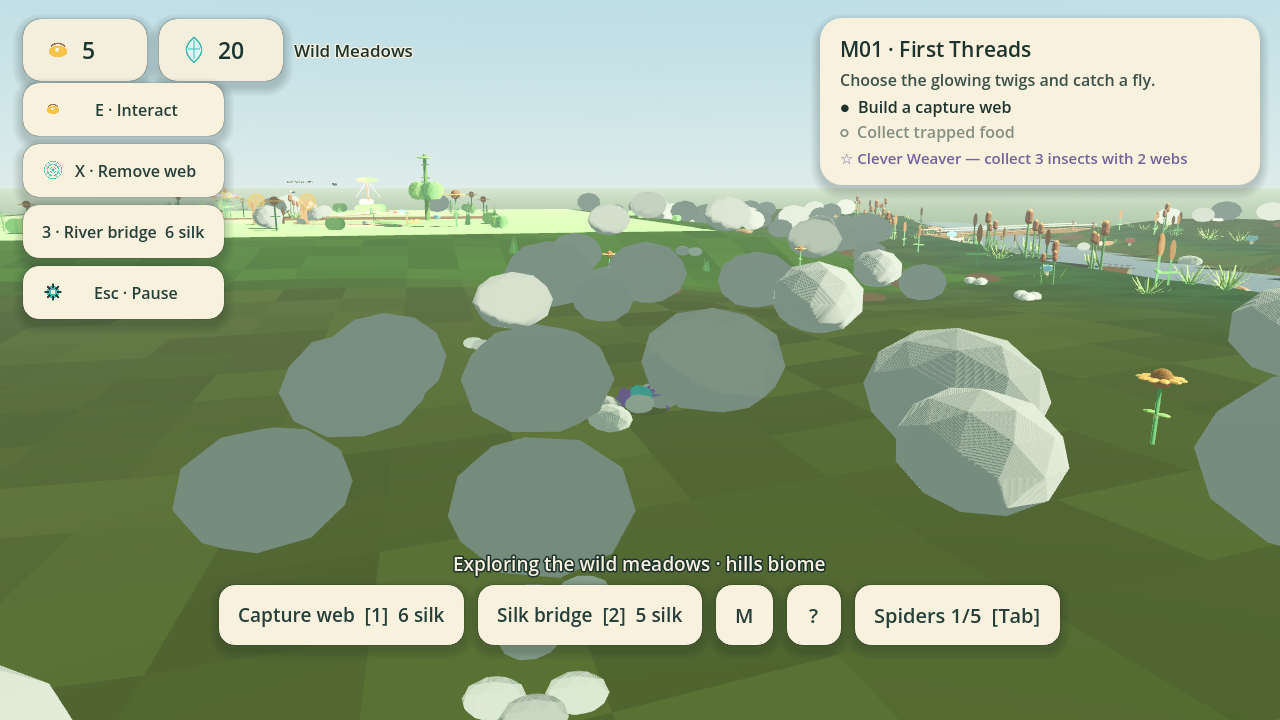 5
20
Wild Meadows
E · Interact
X · Remove web
3 · River bridge 6 silk
Esc · Pause
M01 · First Threads
Choose the glowing twigs and catch a fly.
Build a capture web
Collect trapped food
☆ Clever Weaver — collect 3 insects with 2 webs
Exploring the wild meadows · hills biome
Capture web [1] 6 silk
Silk bridge [2] 5 silk
M
?
Spiders 1/5 [Tab]